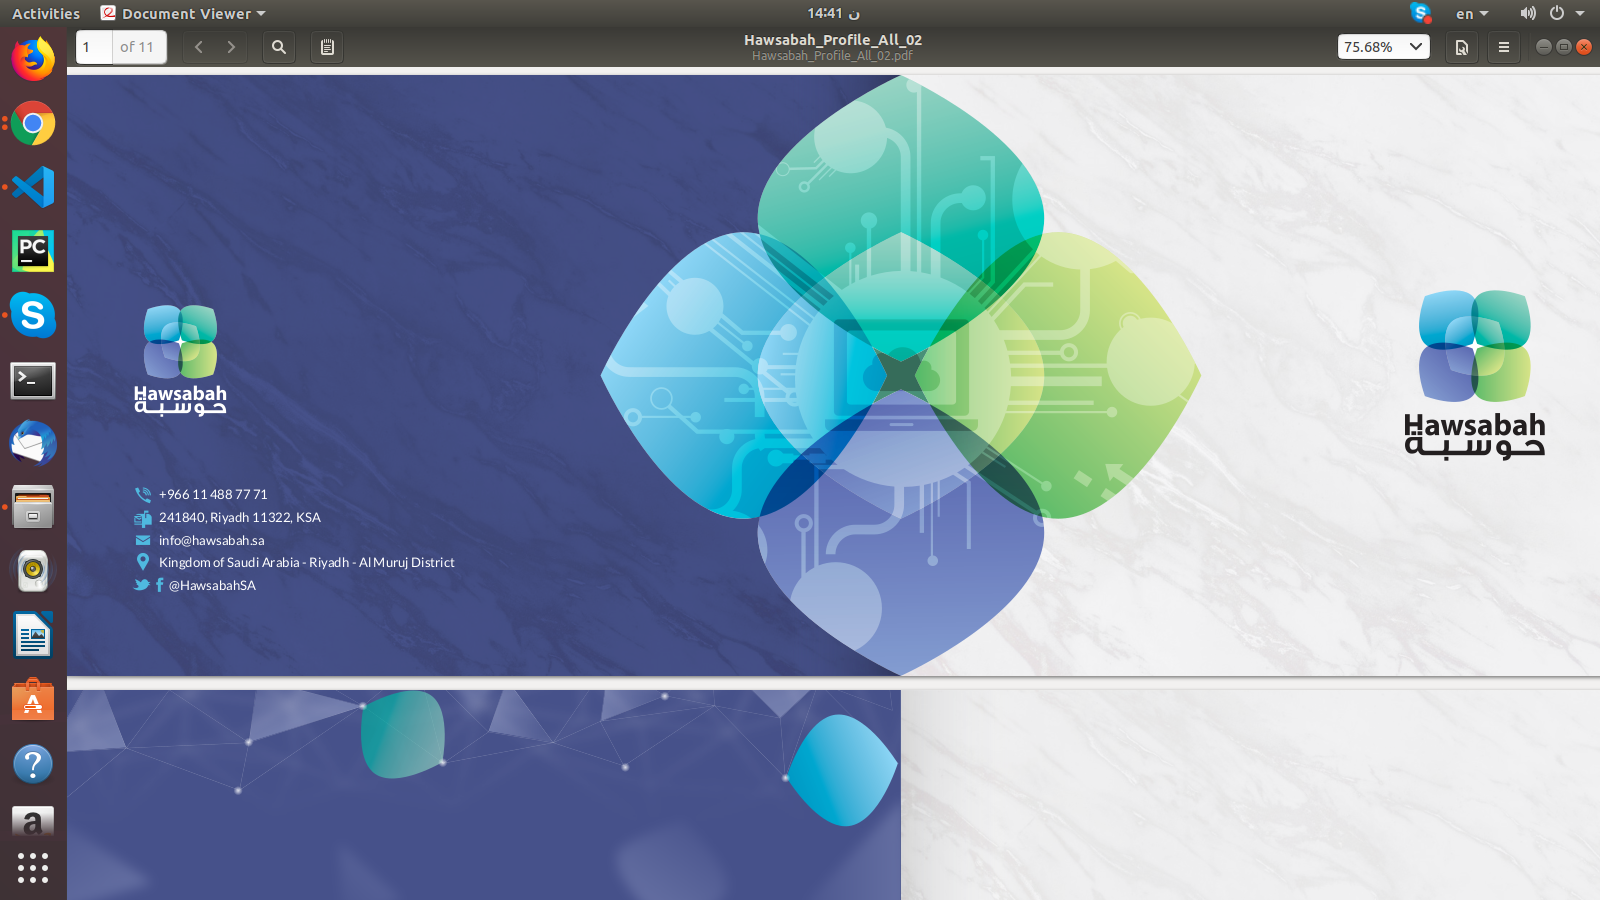 Activities
Document Viewer
14:41 ن
en
1
of 11
Hawsabah_Profile_All_02
Hawsabah_Profile_All_02.pdf
75.68%
PC
S
a
Hawsabah
حوسبة
+966 11 488 77 71
241840, Riyadh 11322, KSA
info@hawsabah.sa
Kingdom of Saudi Arabia - Riyadh - Al Muruj District
@HawsabahSA
Hawsabah
حوسبة